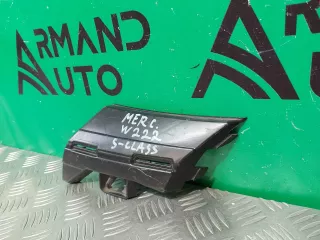 ARMAND
AUTO
MERC.
W222
S-CLASS